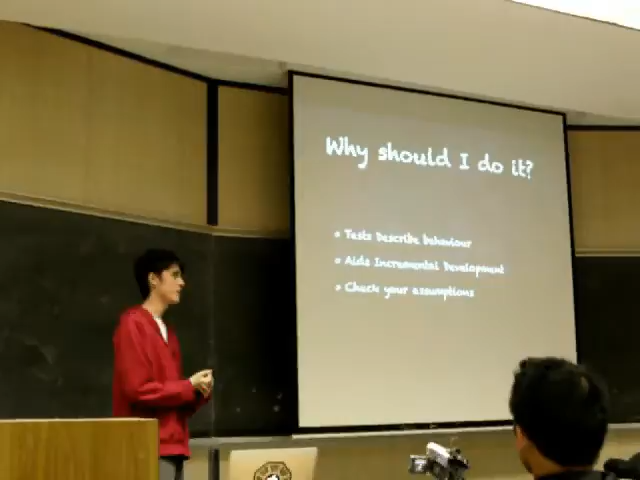 Why should I do it?
Tests Describe behaviour
Aids Incremental Development
Check your assumptions